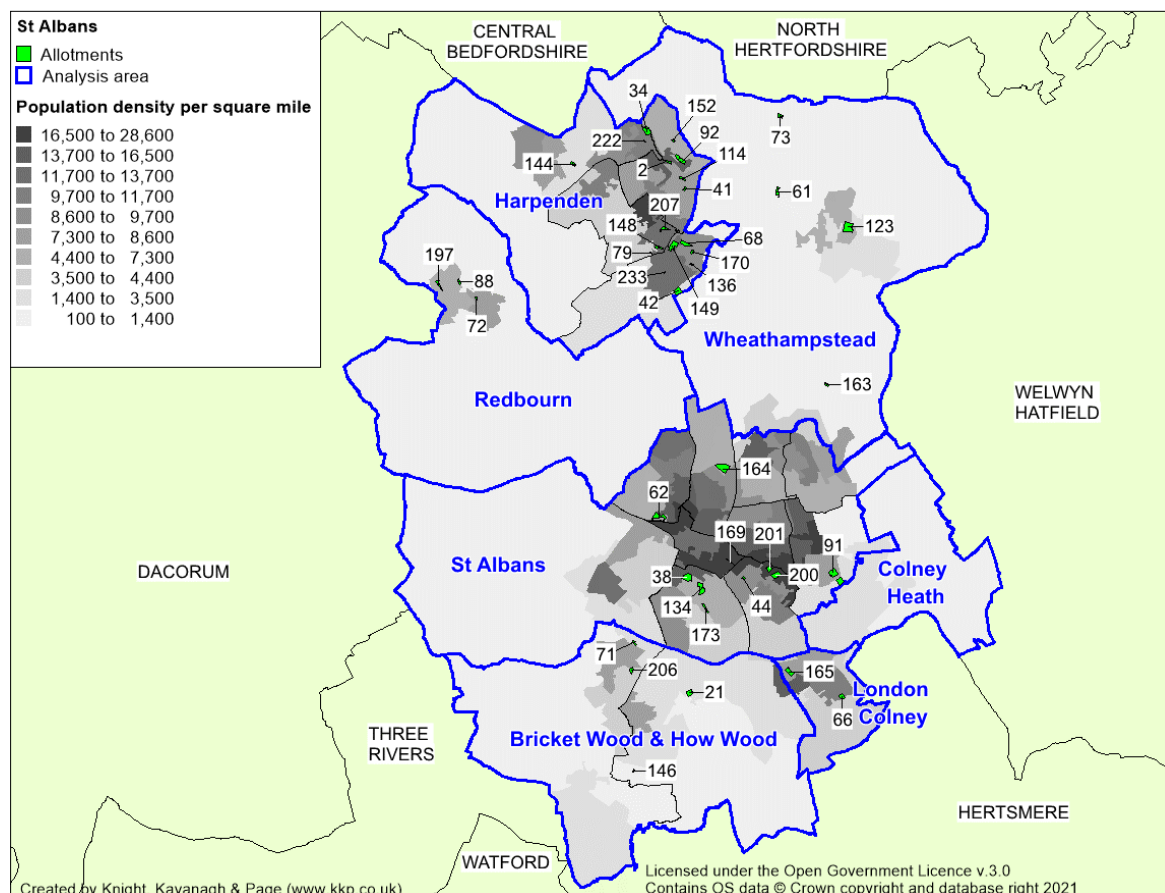 St Albans
Allotments
Analysis area
Population density per square mile
16,500 to 28,600
13,700 to 16,500
11,700 to 13,700
9,700 to 11,700
8,600 to 9,700
7,300 to 8,600
4,400 to 7,300
3,500 to 4,400
1,400 to 3,500
100 to 1,400
CENTRAL
BEDFORDSHIRE
NORTH
HERTFORDSHIRE
34
152
73
222
92
114
144
2
41
61
Harpenden
207
148
123
68
79
170
197
88
233
136
72
42
149
Wheathampstead
163
Redbourn
WELWYN
HATFIELD
164
62
169
201
91
St Albans
DACORUM
38
200
Colney
Heath
134
44
173
71
206
165
21
London
Colney
66
THREE
RIVERS
Bricket Wood & How Wood
146
HERTSMERE
WATFORD
Created by Knight, Kavanagh & Page (www.kkp.co.uk)
Licensed under the Open Government Licence v.3.0
Contains OS data © Crown copyright and database right 2021